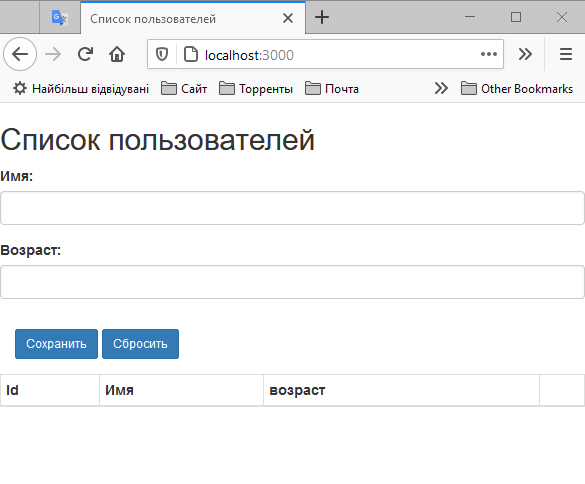 Список пользователей
localhost:3000
Найбільш відвідувані Сайт Торренты Почта Other Bookmarks
Список пользователей
Имя:
Возраст:
Сохранить Сбросить
Id Имя возраст